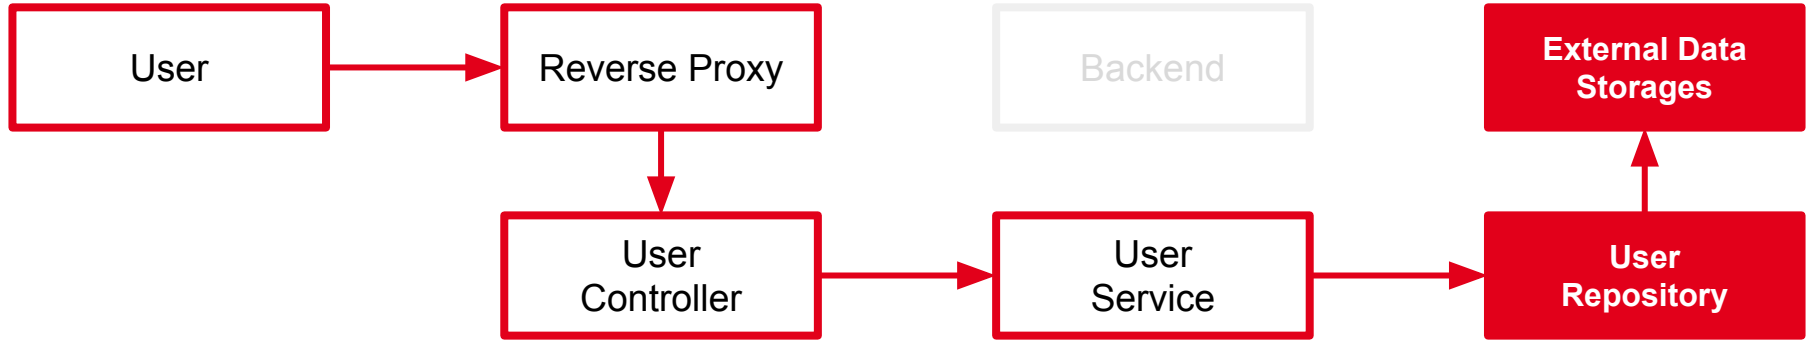 User
Reverse Proxy
Backend
External Data
Storages
User
Controller
User
Service
User
Repository